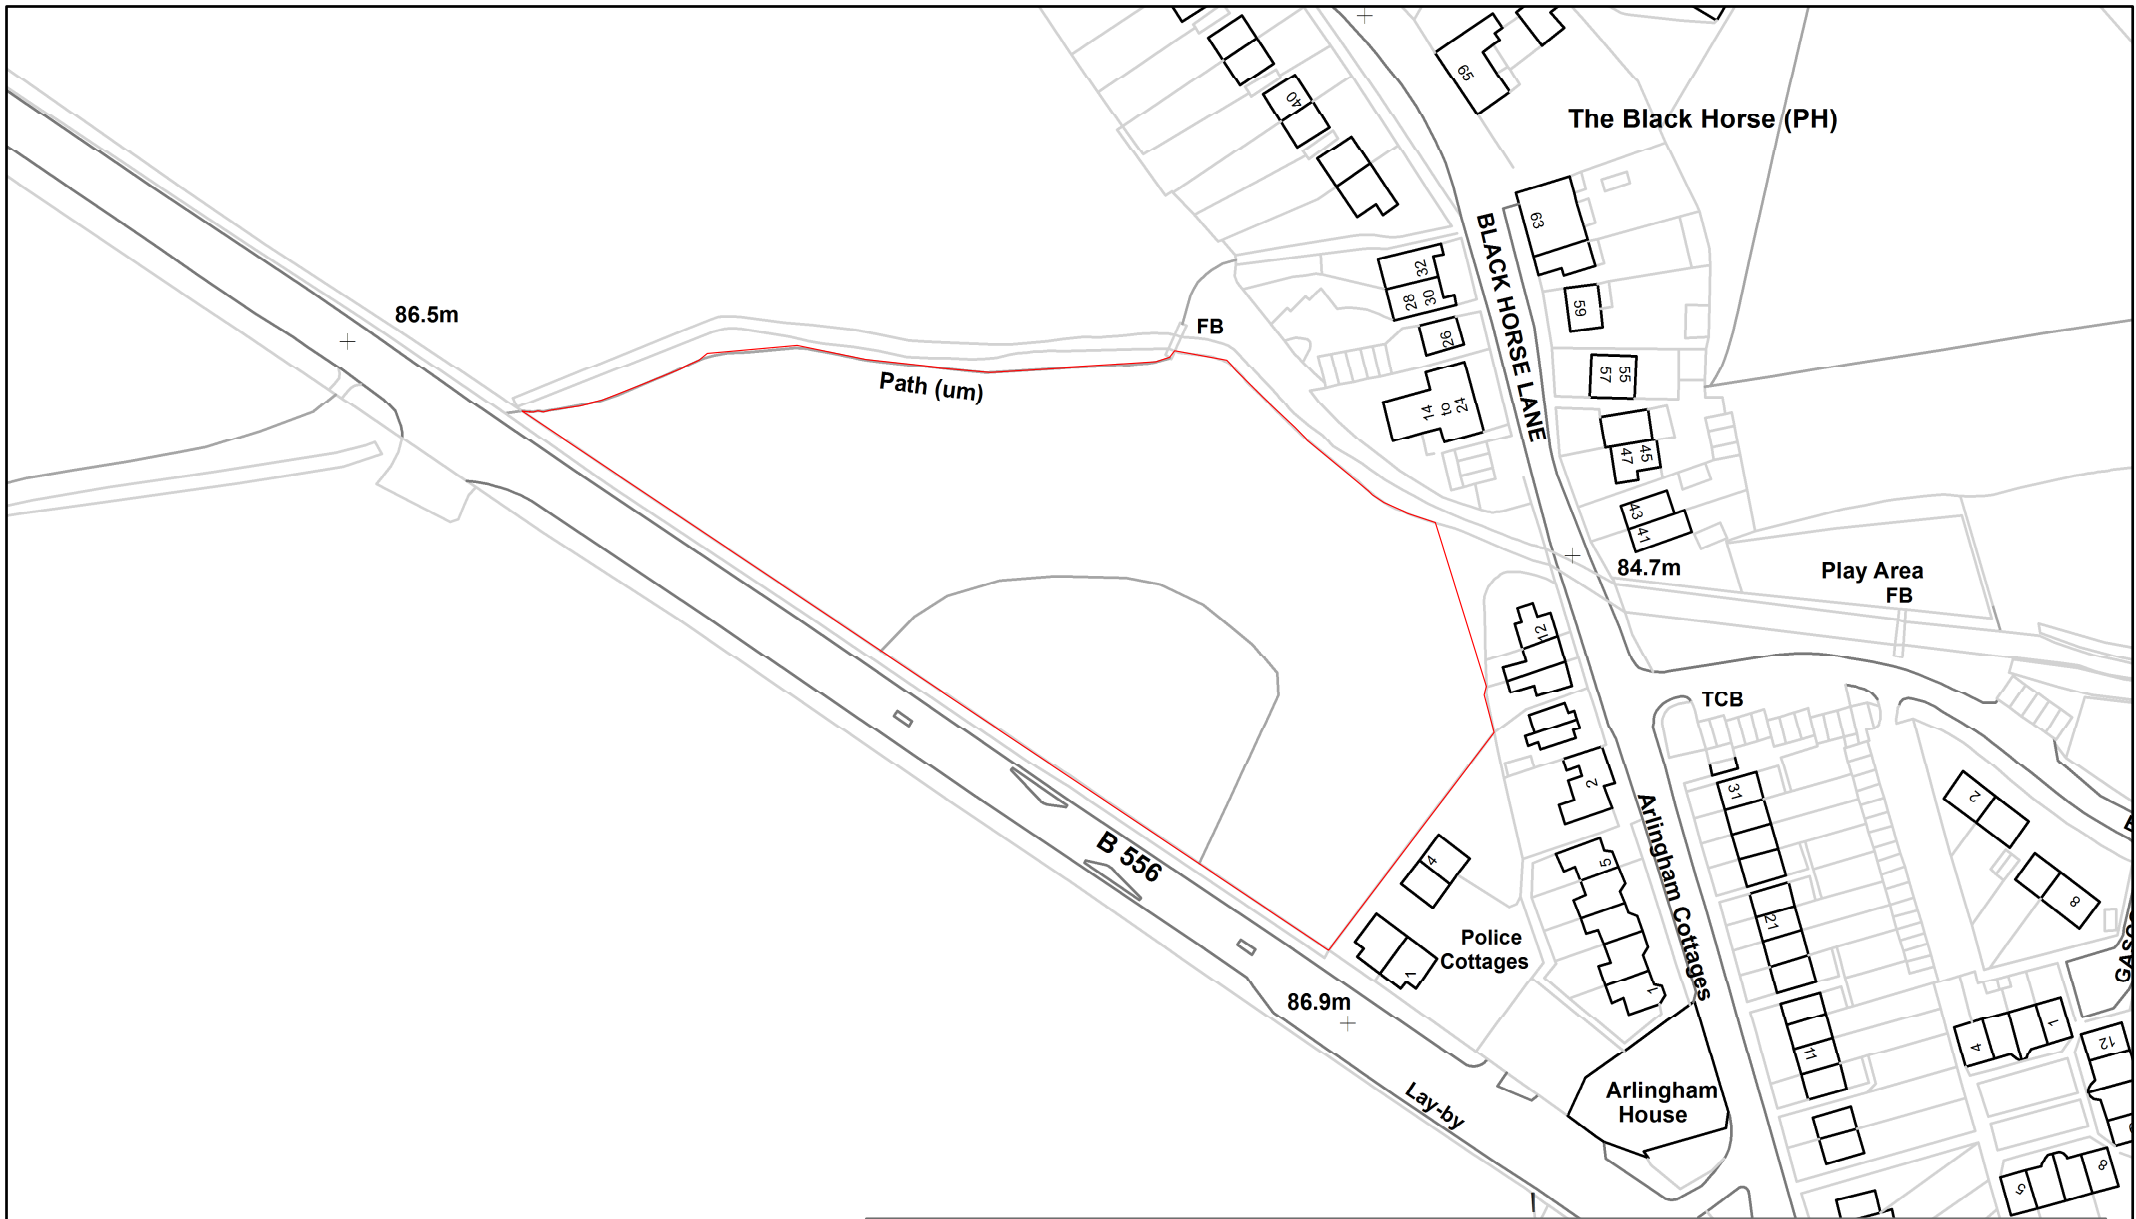 65
40
The Black Horse (PH)
63
BLACK HORSE LANE
32
30
28
86.5m
59
FB
26
Path (um)
55
57
24
to
14
45
47
43
41
84.7m
Play Area
FB
12
TCB
2
31
2
Arlingham Cottages
B 556
4
5
8
21
Police
Cottages
1
1
86.9m
1
4
11
12
Arlingham
House
Lay-by
8
5